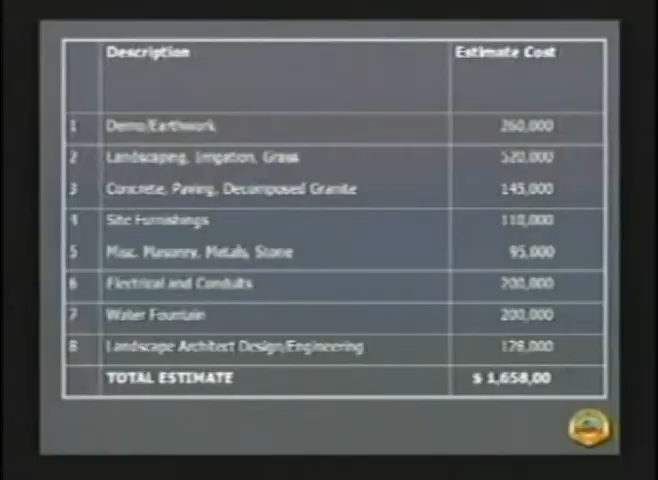 Description Estimate Cost
1 Demo/Earthwork 260,000
2 Landscaping, Irrigation, Grass 520,000
3 Concrete, Paving, Decomposed Granite 145,000
4 Site Furnishings 110,000
5 Misc. Masonry, Metals, Stone 95,000
6 Electrical and Conduits 200,000
7 Water Fountain 200,000
8 Landscape Architect Design/Engineering 128,000
TOTAL ESTIMATE $ 1,658,00